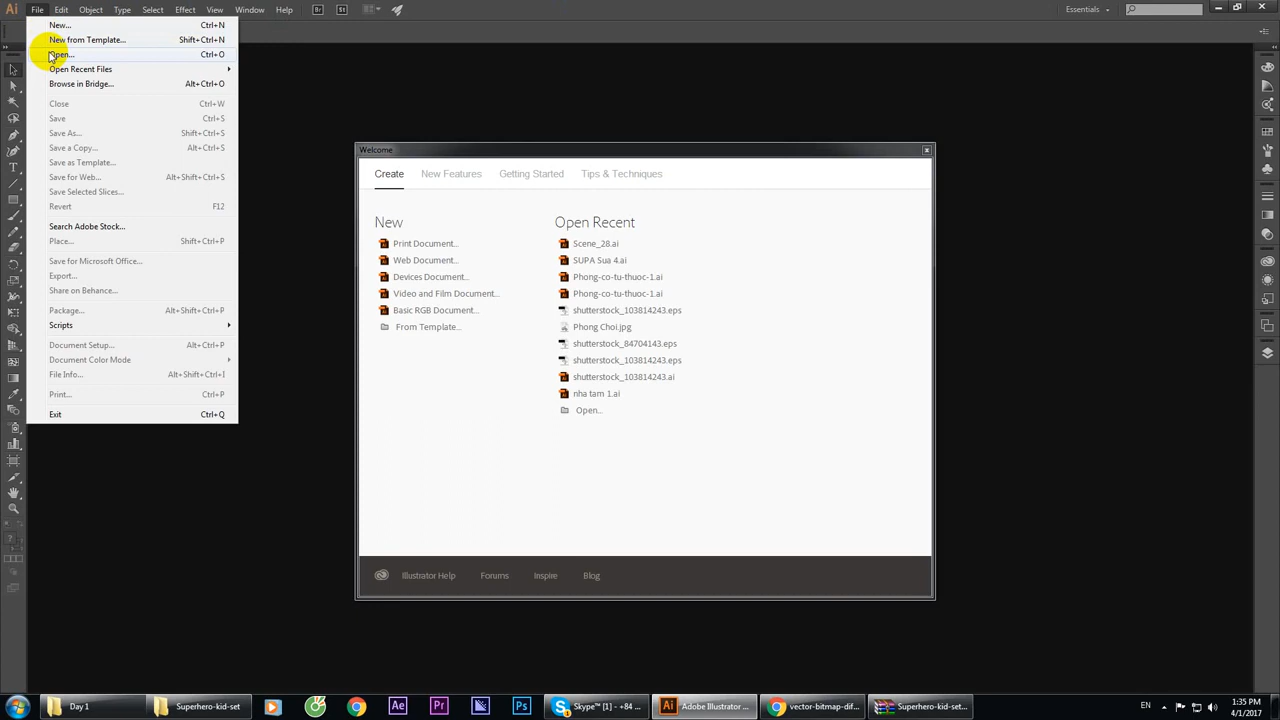 Ai File Edit Object Type Select Effect View Window Help Br St Essentials
New... Ctrl+N
New from Template... Shift+Ctrl+N
Open... Ctrl+O
Open Recent Files
Browse in Bridge... Alt+Ctrl+O
Close Ctrl+W
Save Ctrl+S
Save As... Shift+Ctrl+S
Save a Copy... Alt+Ctrl+S
Save as Template...
Save for Web... Alt+Shift+Ctrl+S
Save Selected Slices...
Revert F12
Search Adobe Stock...
Place... Shift+Ctrl+P
Save for Microsoft Office...
Export...
Share on Behance...
Package... Alt+Shift+Ctrl+P
Scripts
Document Setup... Alt+Ctrl+P
Document Color Mode
File Info... Alt+Shift+Ctrl+I
Print... Ctrl+P
Exit Ctrl+Q
Welcome
Create New Features Getting Started Tips & Techniques
New
Print Document...
Web Document...
Devices Document...
Video and Film Document...
Basic RGB Document...
From Template...
Open Recent
Scene_28.ai
SUPA Sua 4.ai
Phong-co-tu-thuoc-1.ai
Phong-co-tu-thuoc-1.ai
shutterstock_103814243.eps
Phong Choi.jpg
shutterstock_84704143.eps
shutterstock_103814243.eps
shutterstock_103814243.ai
nha tam 1.ai
Open...
Illustrator Help Forums Inspire Blog
Day 1 Superhero-kid-set Ae Pr Ps Skype™ [1] - +84 ... Ai Adobe Illustrator ... vector-bitmap-dif... Superhero-kid-set... EN 1:35 PM
4/1/2017